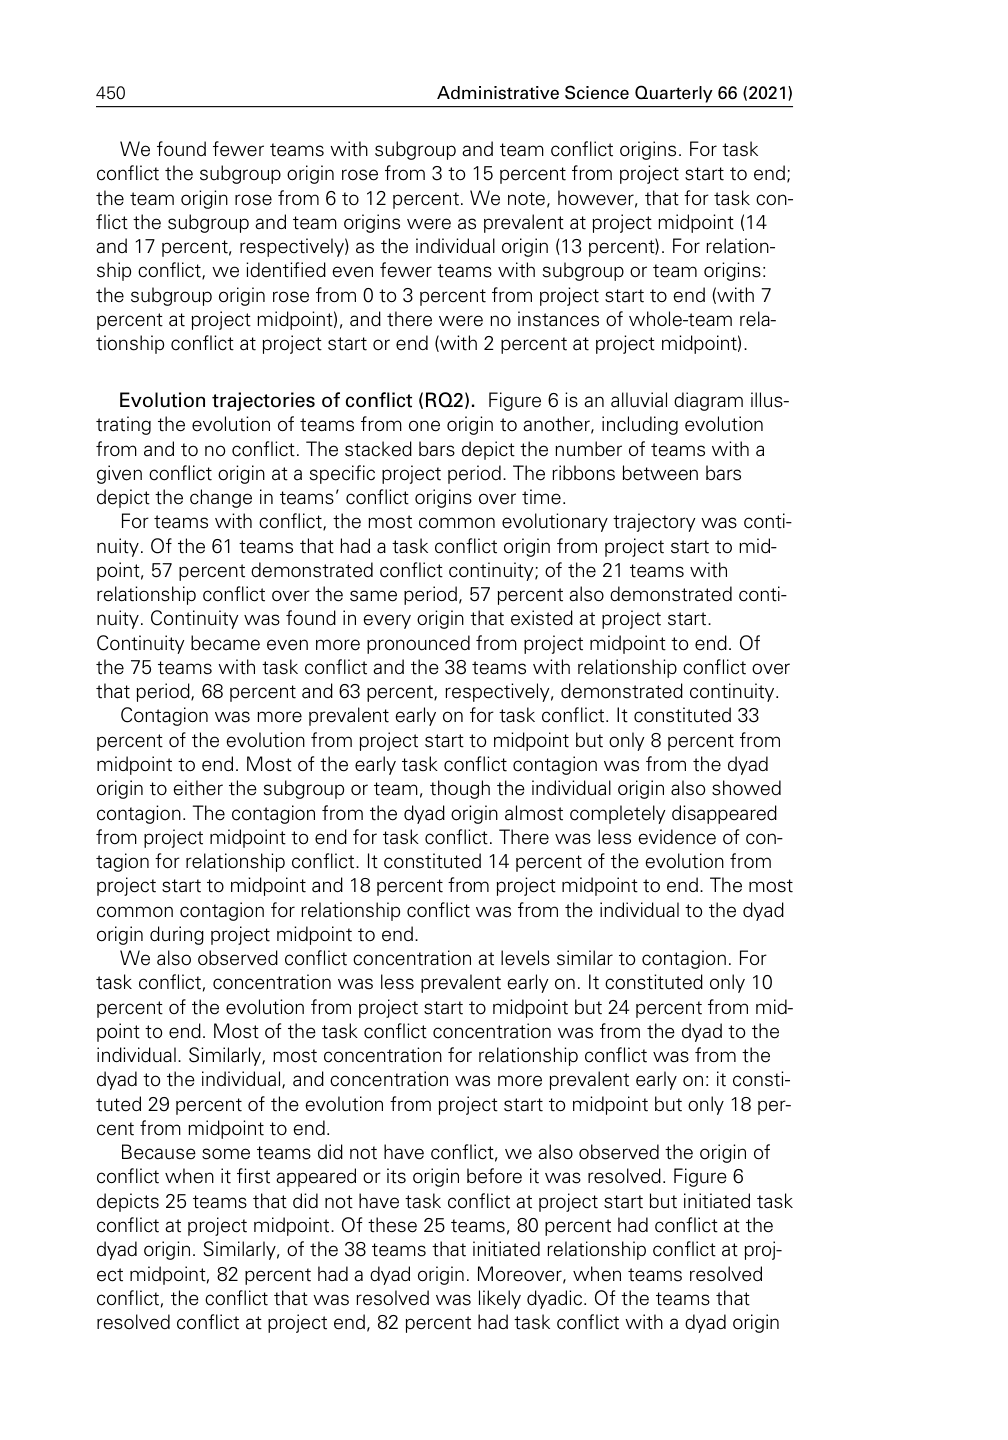 450
Administrative Science Quarterly 66 (2021)
We found fewer teams with subgroup and team conflict origins. For task
conflict the subgroup origin rose from 3 to 15 percent from project start to end;
the team origin rose from 6 to 12 percent. We note, however, that for task con-
flict the subgroup and team origins were as prevalent at project midpoint (14
and 17 percent, respectively) as the individual origin (13 percent). For relation-
ship conflict, we identified even fewer teams with subgroup or team origins:
the subgroup origin rose from 0 to 3 percent from project start to end (with 7
percent at project midpoint), and there were no instances of whole-team rela-
tionship conflict at project start or end (with 2 percent at project midpoint).
Evolution trajectories of conflict (RQ2). Figure 6 is an alluvial diagram illus-
trating the evolution of teams from one origin to another, including evolution
from and to no conflict. The stacked bars depict the number of teams with a
given conflict origin at a specific project period. The ribbons between bars
depict the change in teams' conflict origins over time.
For teams with conflict, the most common evolutionary trajectory was conti-
nuity. Of the 61 teams that had a task conflict origin from project start to mid-
point, 57 percent demonstrated conflict continuity; of the 21 teams with
relationship conflict over the same period, 57 percent also demonstrated conti-
nuity. Continuity was found in every origin that existed at project start.
Continuity became even more pronounced from project midpoint to end. Of
the 75 teams with task conflict and the 38 teams with relationship conflict over
that period, 68 percent and 63 percent, respectively, demonstrated continuity.
Contagion was more prevalent early on for task conflict. It constituted 33
percent of the evolution from project start to midpoint but only 8 percent from
midpoint to end. Most of the early task conflict contagion was from the dyad
origin to either the subgroup or team, though the individual origin also showed
contagion. The contagion from the dyad origin almost completely disappeared
from project midpoint to end for task conflict. There was less evidence of con-
tagion for relationship conflict. It constituted 14 percent of the evolution from
project start to midpoint and 18 percent from project midpoint to end. The most
common contagion for relationship conflict was from the individual to the dyad
origin during project midpoint to end.
We also observed conflict concentration at levels similar to contagion. For
task conflict, concentration was less prevalent early on. It constituted only 10
percent of the evolution from project start to midpoint but 24 percent from mid-
point to end. Most of the task conflict concentration was from the dyad to the
individual. Similarly, most concentration for relationship conflict was from the
dyad to the individual, and concentration was more prevalent early on: it consti-
tuted 29 percent of the evolution from project start to midpoint but only 18 per-
cent from midpoint to end.
Because some teams did not have conflict, we also observed the origin of
conflict when it first appeared or its origin before it was resolved. Figure 6
depicts 25 teams that did not have task conflict at project start but initiated task
conflict at project midpoint. Of these 25 teams, 80 percent had conflict at the
dyad origin. Similarly, of the 38 teams that initiated relationship conflict at proj-
ect midpoint, 82 percent had a dyad origin. Moreover, when teams resolved
conflict, the conflict that was resolved was likely dyadic. Of the teams that
resolved conflict at project end, 82 percent had task conflict with a dyad origin